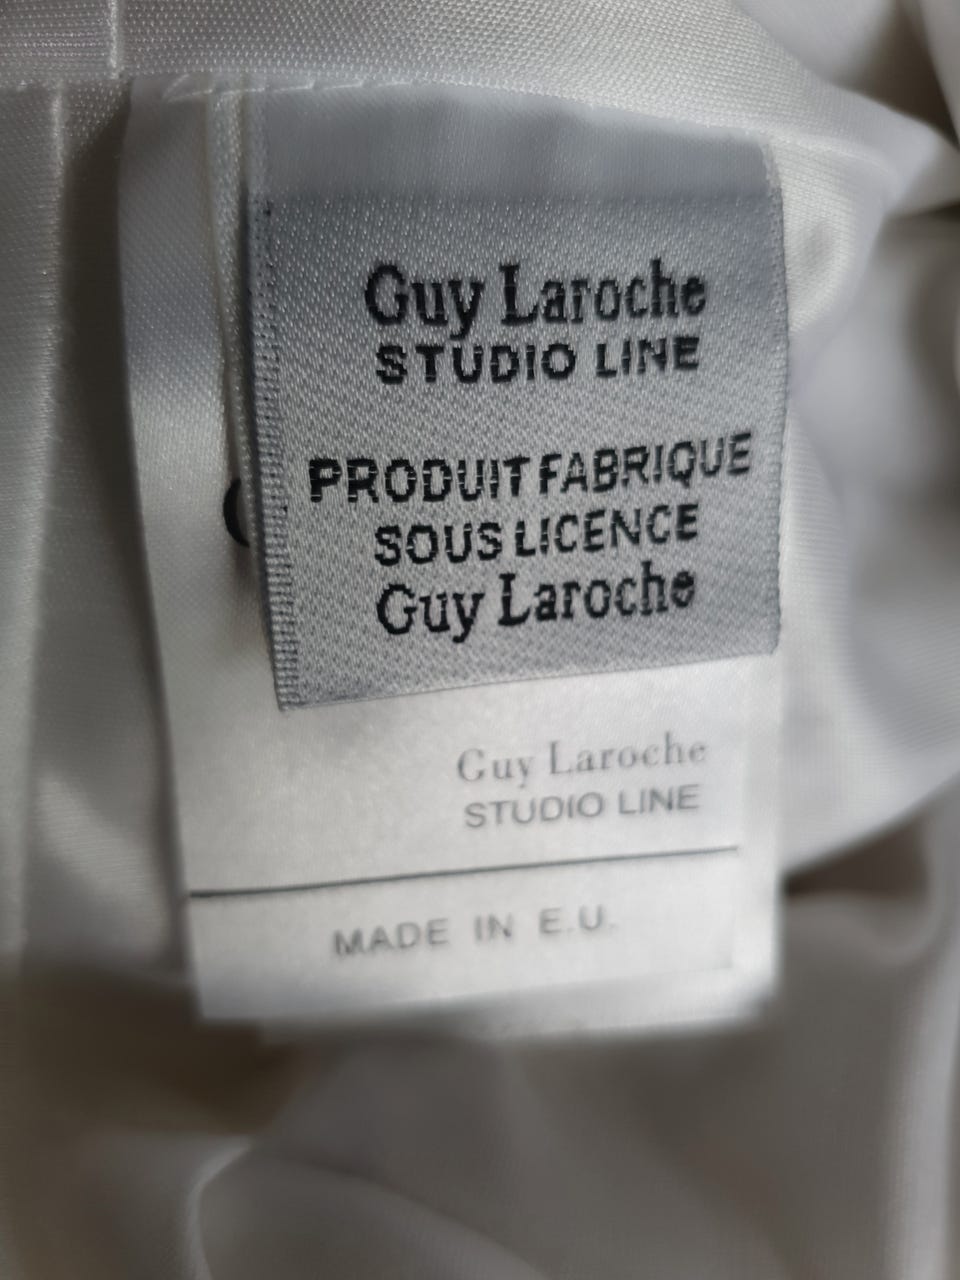 Guy Laroche
STUDIO LINE
PRODUIT FABRIQUE
SOUS LICENCE
Guy Laroche
Guy Laroche
STUDIO LINE
MADE IN E.U.